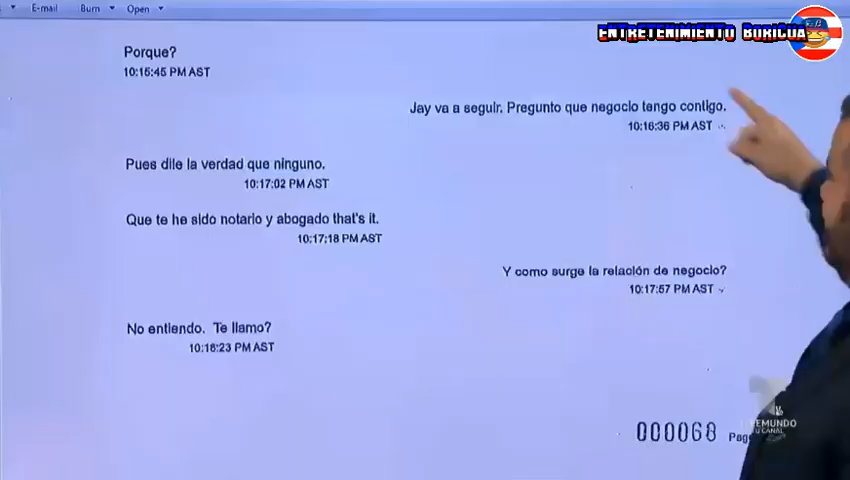 E-mail Burn Open
ENTRETENIMIENTO BORICUA
Porque?
10:15:45 PM AST
Jay va a seguir. Pregunto que negocio tengo contigo.
10:16:36 PM AST
Pues dile la verdad que ninguno.
10:17:02 PM AST
Que te he sido notario y abogado that's it.
10:17:18 PM AST
Y como surge la relación de negocio?
10:17:57 PM AST
No entiendo. Te llamo?
10:18:23 PM AST
000068
TU CANAL